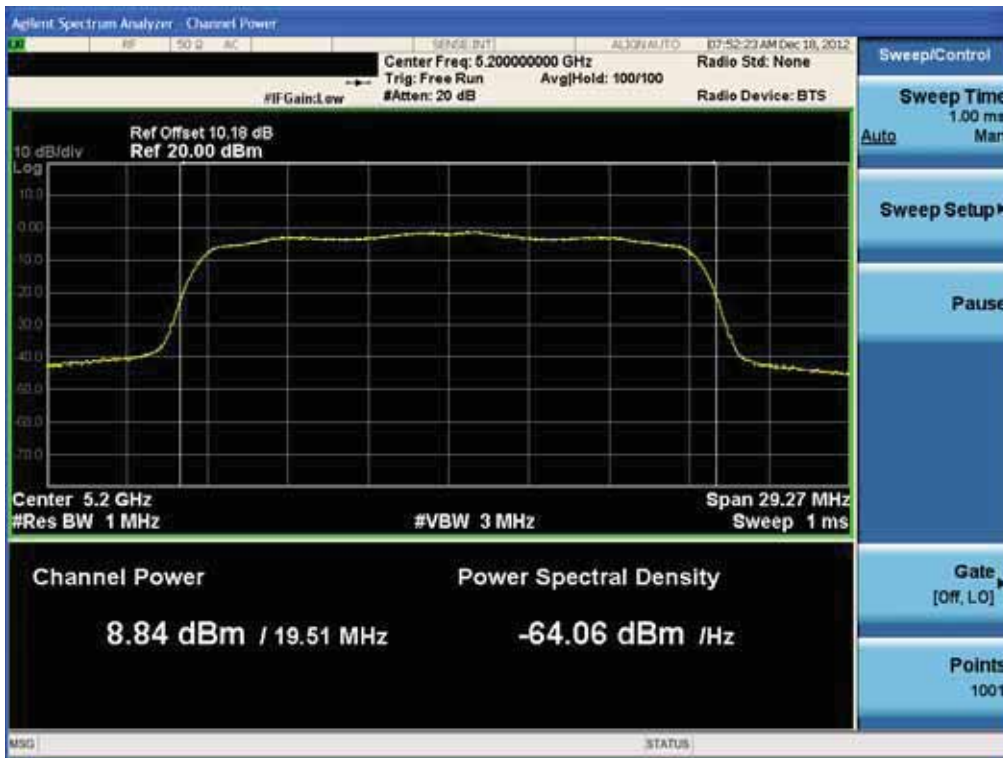 Agilent Spectrum Analyzer - Channel Power
RF 50 Ω AC SENSE:INT ALIGN AUTO 07:52:23 AM Dec 18, 2012
Center Freq: 5.200000000 GHz Radio Std: None
Trig: Free Run Avg|Hold: 100/100
#IFGain:Low #Atten: 20 dB Radio Device: BTS
Ref Offset 10.18 dB
10 dB/div Ref 20.00 dBm
Log
10.0
0.00
-10.0
-20.0
-30.0
-40.0
-50.0
-60.0
-70.0
Center 5.2 GHz Span 29.27 MHz
#Res BW 1 MHz #VBW 3 MHz Sweep 1 ms
Channel Power Power Spectral Density
8.84 dBm / 19.51 MHz -64.06 dBm /Hz
MSG STATUS
Sweep/Control
Sweep Time
1.00 ms
Auto Man
Sweep Setup
Pause
Gate
[Off, LO]
Points
1001